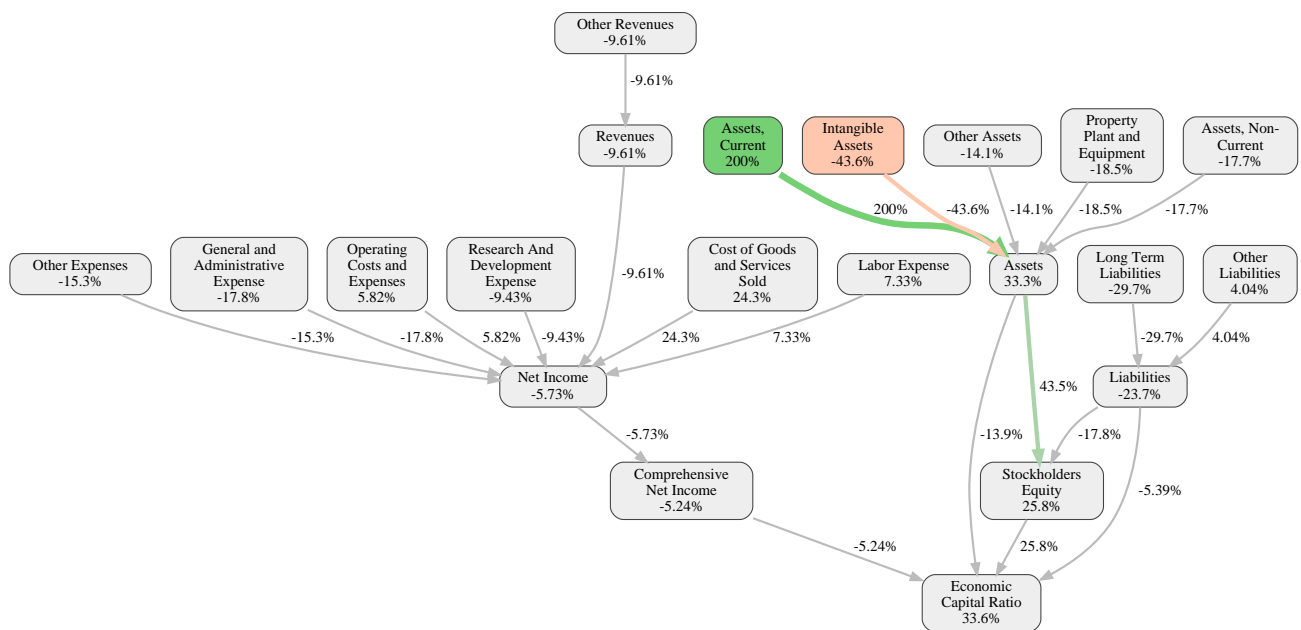 Other Revenues
-9.61%
-9.61%
Revenues
-9.61%
Assets,
Current
200%
Intangible
Assets
-43.6%
Other Assets
-14.1%
Property
Plant and
Equipment
-18.5%
Assets, Non-
Current
-17.7%
200%
-43.6%
-14.1%
-18.5%
-17.7%
Other Expenses
-15.3%
General and
Administrative
Expense
-17.8%
Operating
Costs and
Expenses
5.82%
Research And
Development
Expense
-9.43%
-9.61%
Cost of Goods
and Services
Sold
24.3%
Labor Expense
7.33%
Assets
33.3%
Long Term
Liabilities
-29.7%
Other
Liabilities
4.04%
-15.3%
-17.8%
5.82%
-9.43%
24.3%
7.33%
-29.7%
4.04%
Net Income
-5.73%
43.5%
Liabilities
-23.7%
-5.73%
-13.9%
-17.8%
Comprehensive
Net Income
-5.24%
Stockholders
Equity
25.8%
-5.39%
-5.24%
25.8%
Economic
Capital Ratio
33.6%